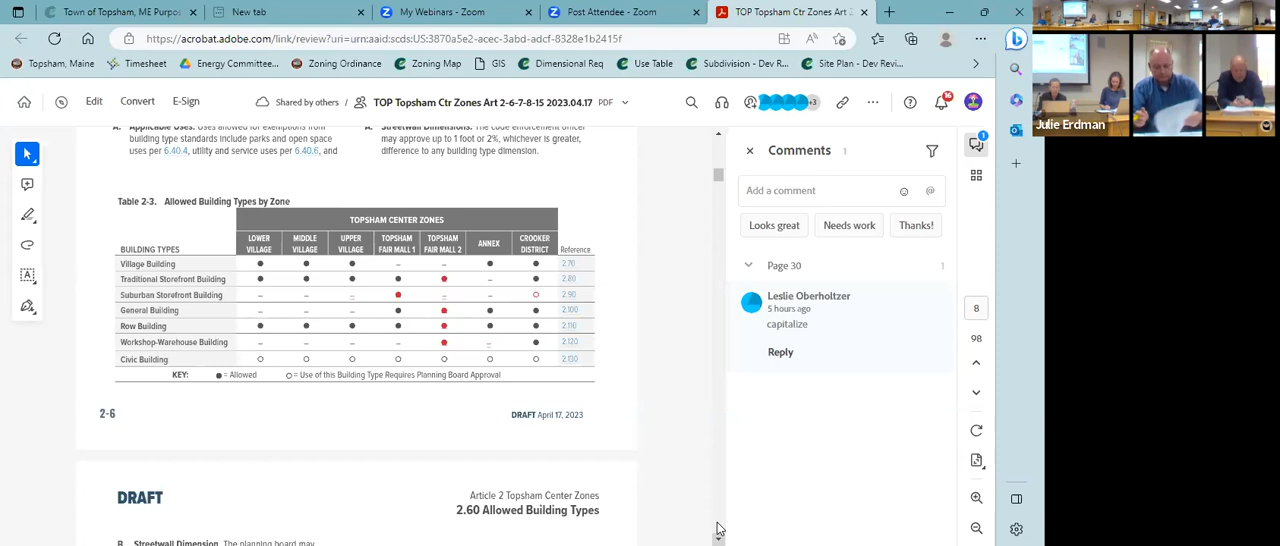 Town of Topsham, ME Purpos
New tab
My Webinars - Zoom
Post Attendee - Zoom
TOP Topsham Ctr Zones Art 2
https://acrobat.adobe.com/link/review?uri=urn:aaid:scds:US:3870a5e2-acec-3abd-adcf-8328e1b2415f
Topsham, Maine
Timesheet
Energy Committee...
Zoning Ordinanc
Zoning Map
GIS
Dimensional Req
Use Table
Subdivision - Dev R...
Site Plan - Dev Revi...
Edit Convert E-Sign
Shared by others /
TOP Topsham Ctr Zones Art 2-6-7-8-15 2023.04.17 PDF
+3
16
A. Applicable Uses. Uses allowed for exemptions from
building type standards include parks and open space
uses per 6.40.4, utility and service uses per 6.40.6, and
A. Streetwall Dimensions. The code enforcement officer
may approve up to 1 foot or 2%, whichever is greater,
difference to any building type dimension.
Table 2-3. Allowed Building Types by Zone
TOPSHAM CENTER ZONES
BUILDING TYPES LOWER VILLAGE MIDDLE VILLAGE UPPER VILLAGE TOPSHAM FAIR MALL 1 TOPSHAM FAIR MALL 2 ANNEX CROOKER DISTRICT Reference
Village Building ● ● ● – – ● ● 2.70
Traditional Storefront Building ● ● ● ● ● – ● 2.80
Suburban Storefront Building – – – ● – – ○ 2.90
General Building – – – ● ● ● ● 2.100
Row Building ● ● ● ● ● ● ● 2.110
Workshop-Warehouse Building – – – – ● – ● 2.120
Civic Building ○ ○ ○ ○ ○ ○ ○ 2.130
KEY: ● = Allowed ○ = Use of this Building Type Requires Planning Board Approval
2-6
DRAFT April 17, 2023
DRAFT
Article 2 Topsham Center Zones
2.60 Allowed Building Types
B. Streetwall Dimension. The planning board may
Comments 1
Add a comment
Looks great
Needs work
Thanks!
Page 30 1
Leslie Oberholtzer
5 hours ago
capitalize
Reply
1
8
98
Julie Erdman